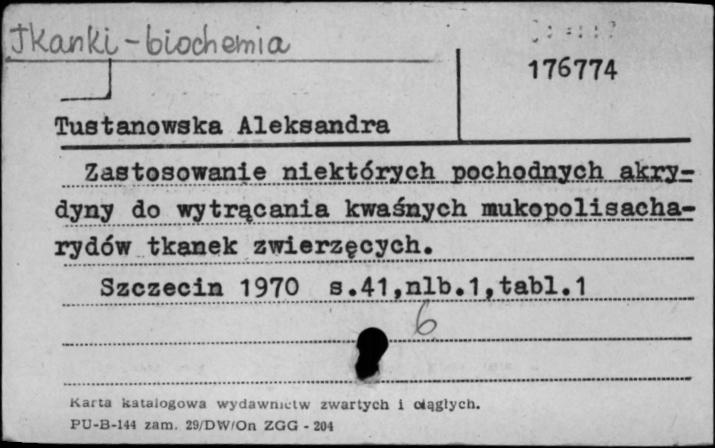 Tkanki - biochemia
176774
Tustanowska Aleksandra
Zastosowanie niektórych pochodnych akry=
dyny do wytrącania kwaśnych mukopolisacha-
rydów tkanek zwierzęcych.
Szczecin 1970 s.41,nlb.1,tabl.1
6
Karta katalogowa wydawnictw zwartych i ciągłych.
PU-B-144 zam. 29/DW/On ZGG - 204